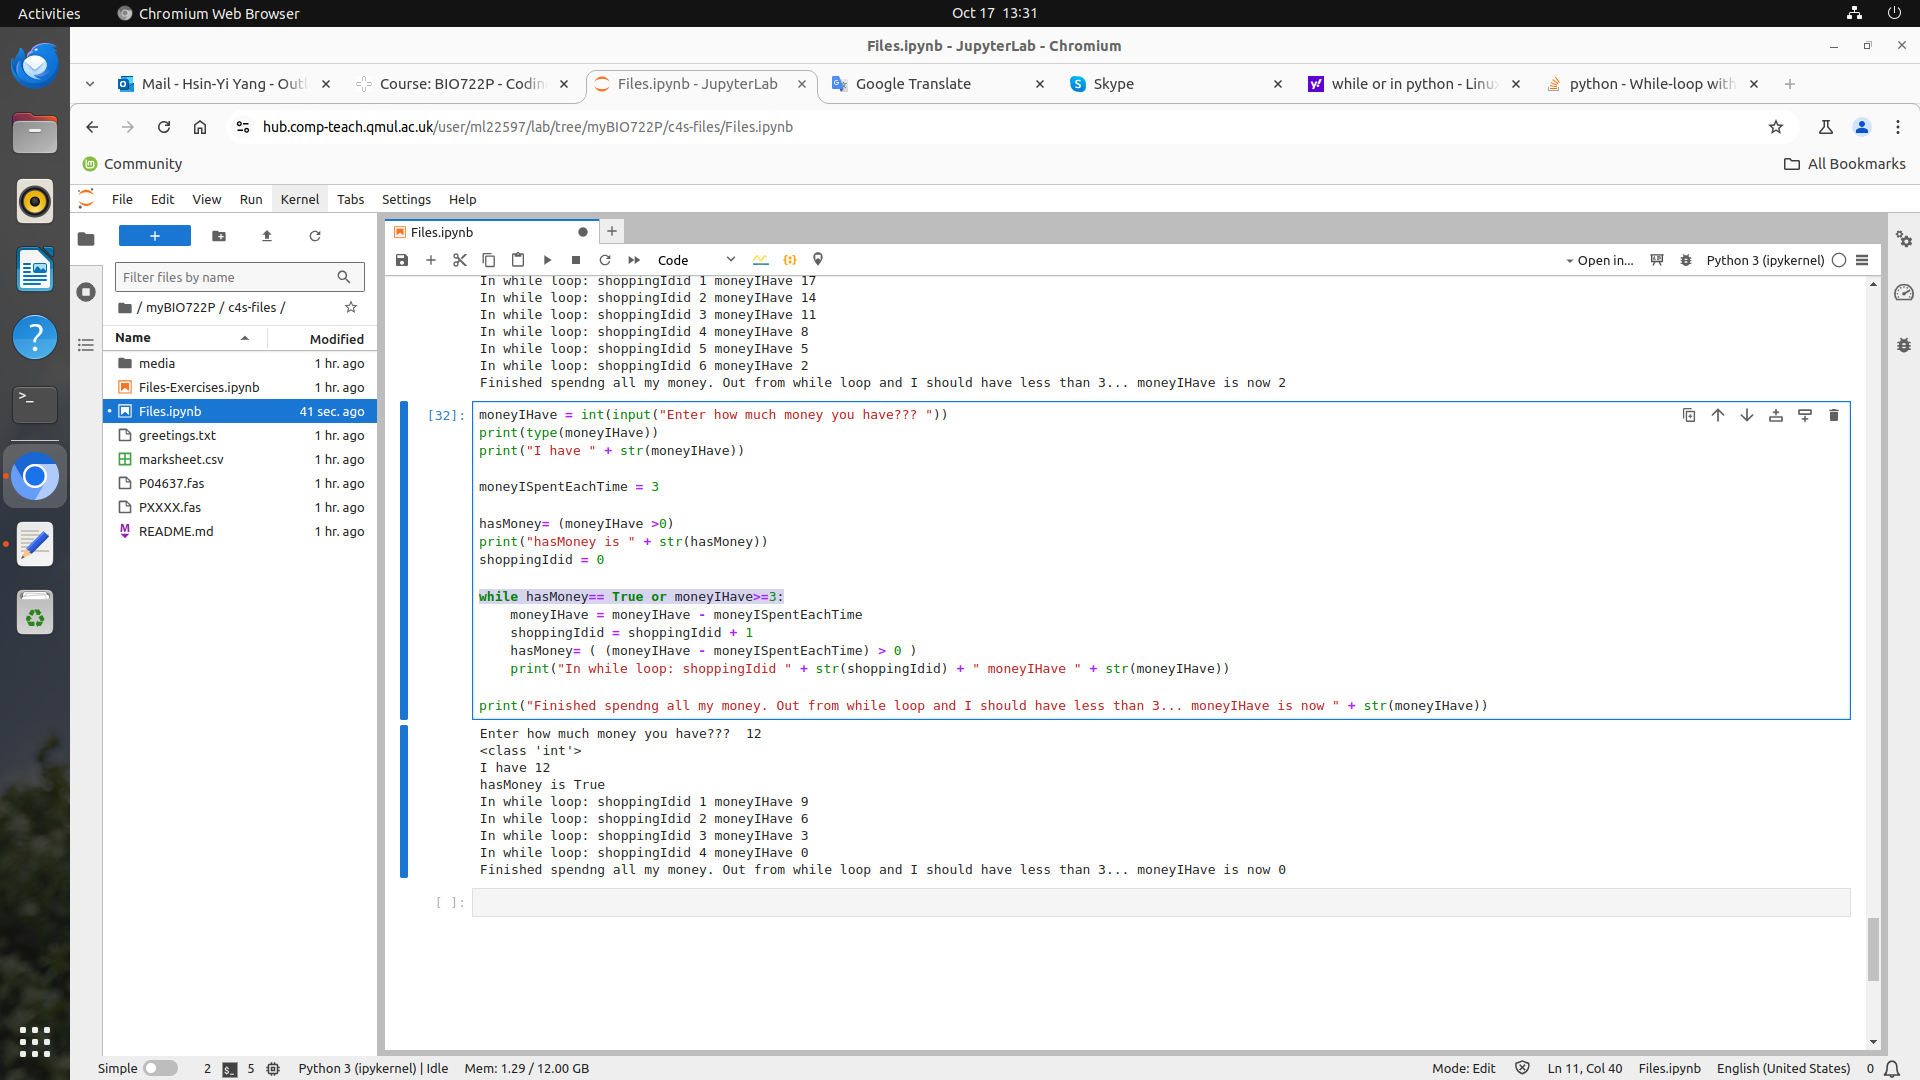 Activities
Chromium Web Browser
Oct 17 13:31
Files.ipynb - JupyterLab - Chromium
Mail - Hsin-Yi Yang - Outl
Course: BIO722P - Codin
Files.ipynb - JupyterLab
Google Translate
Skype
while or in python - Linu
python - While-loop with
hub.comp-teach.qmul.ac.uk/user/ml22597/lab/tree/myBIO722P/c4s-files/Files.ipynb
Community
All Bookmarks
File Edit View Run Kernel Tabs Settings Help
Files.ipynb
Filter files by name
Code
Open in...
Python 3 (ipykernel)
/ myBIO722P / c4s-files /
Name Modified
media 1 hr. ago
Files-Exercises.ipynb 1 hr. ago
Files.ipynb 41 sec. ago
greetings.txt 1 hr. ago
marksheet.csv 1 hr. ago
P04637.fas 1 hr. ago
PXXXX.fas 1 hr. ago
README.md 1 hr. ago
In while loop: shoppingIdid 1 moneyIHave 17
In while loop: shoppingIdid 2 moneyIHave 14
In while loop: shoppingIdid 3 moneyIHave 11
In while loop: shoppingIdid 4 moneyIHave 8
In while loop: shoppingIdid 5 moneyIHave 5
In while loop: shoppingIdid 6 moneyIHave 2
Finished spendng all my money. Out from while loop and I should have less than 3... moneyIHave is now 2
[32]:
moneyIHave = int(input("Enter how much money you have??? "))
print(type(moneyIHave))
print("I have " + str(moneyIHave))
moneyISpentEachTime = 3
hasMoney= (moneyIHave >0)
print("hasMoney is " + str(hasMoney))
shoppingIdid = 0
while hasMoney== True or moneyIHave>=3:
    moneyIHave = moneyIHave - moneyISpentEachTime
    shoppingIdid = shoppingIdid + 1
    hasMoney= ( (moneyIHave - moneyISpentEachTime) > 0 )
    print("In while loop: shoppingIdid " + str(shoppingIdid) + " moneyIHave " + str(moneyIHave))
print("Finished spendng all my money. Out from while loop and I should have less than 3... moneyIHave is now " + str(moneyIHave))
Enter how much money you have???  12
<class 'int'>
I have 12
hasMoney is True
In while loop: shoppingIdid 1 moneyIHave 9
In while loop: shoppingIdid 2 moneyIHave 6
In while loop: shoppingIdid 3 moneyIHave 3
In while loop: shoppingIdid 4 moneyIHave 0
Finished spendng all my money. Out from while loop and I should have less than 3... moneyIHave is now 0
[ ]:
Simple 2 5 Python 3 (ipykernel) | Idle Mem: 1.29 / 12.00 GB
Mode: Edit Ln 11, Col 40 Files.ipynb English (United States) 0